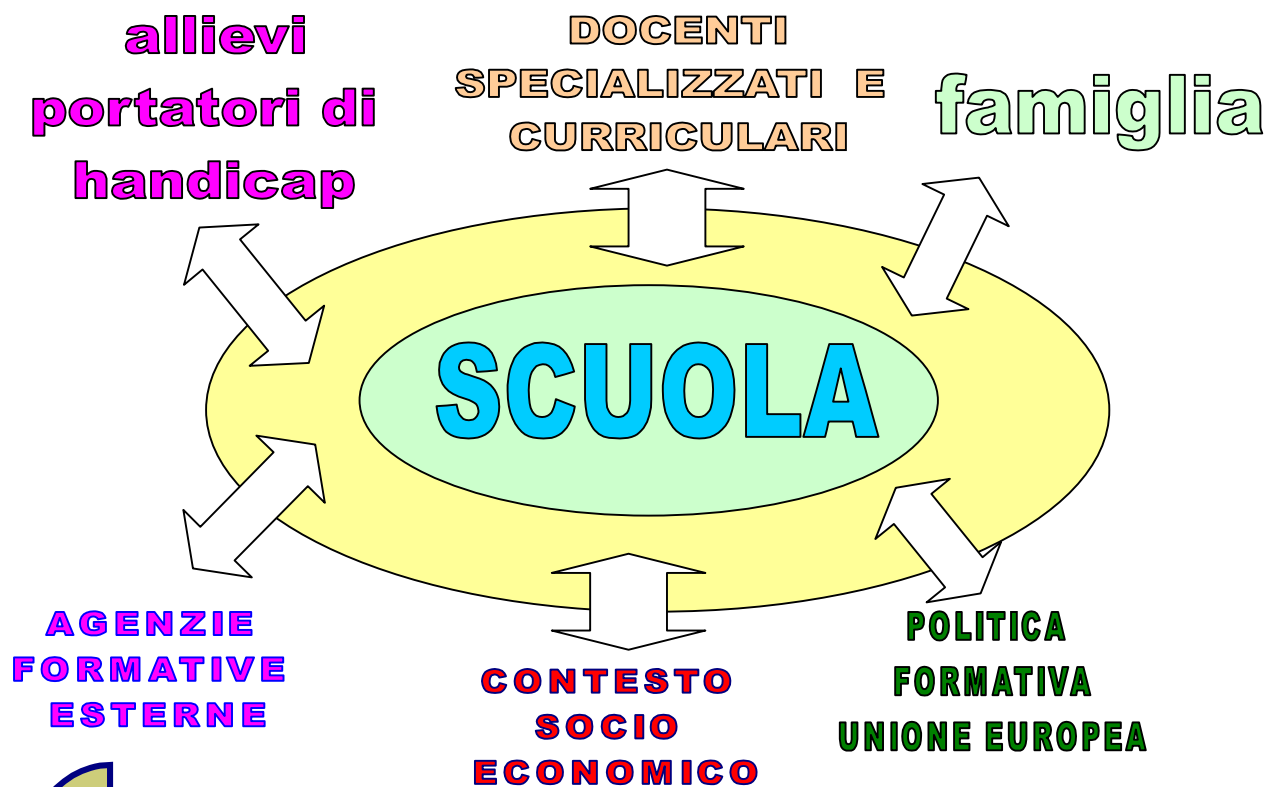 allievi
portatori di
handicap
DOCENTI
SPECIALIZZATI E
CURRICULARI
famiglia
SCUOLA
AGENZIE
FORMATIVE
ESTERNE
CONTESTO
SOCIO
ECONOMICO
POLITICA
FORMATIVA
UNIONE EUROPEA